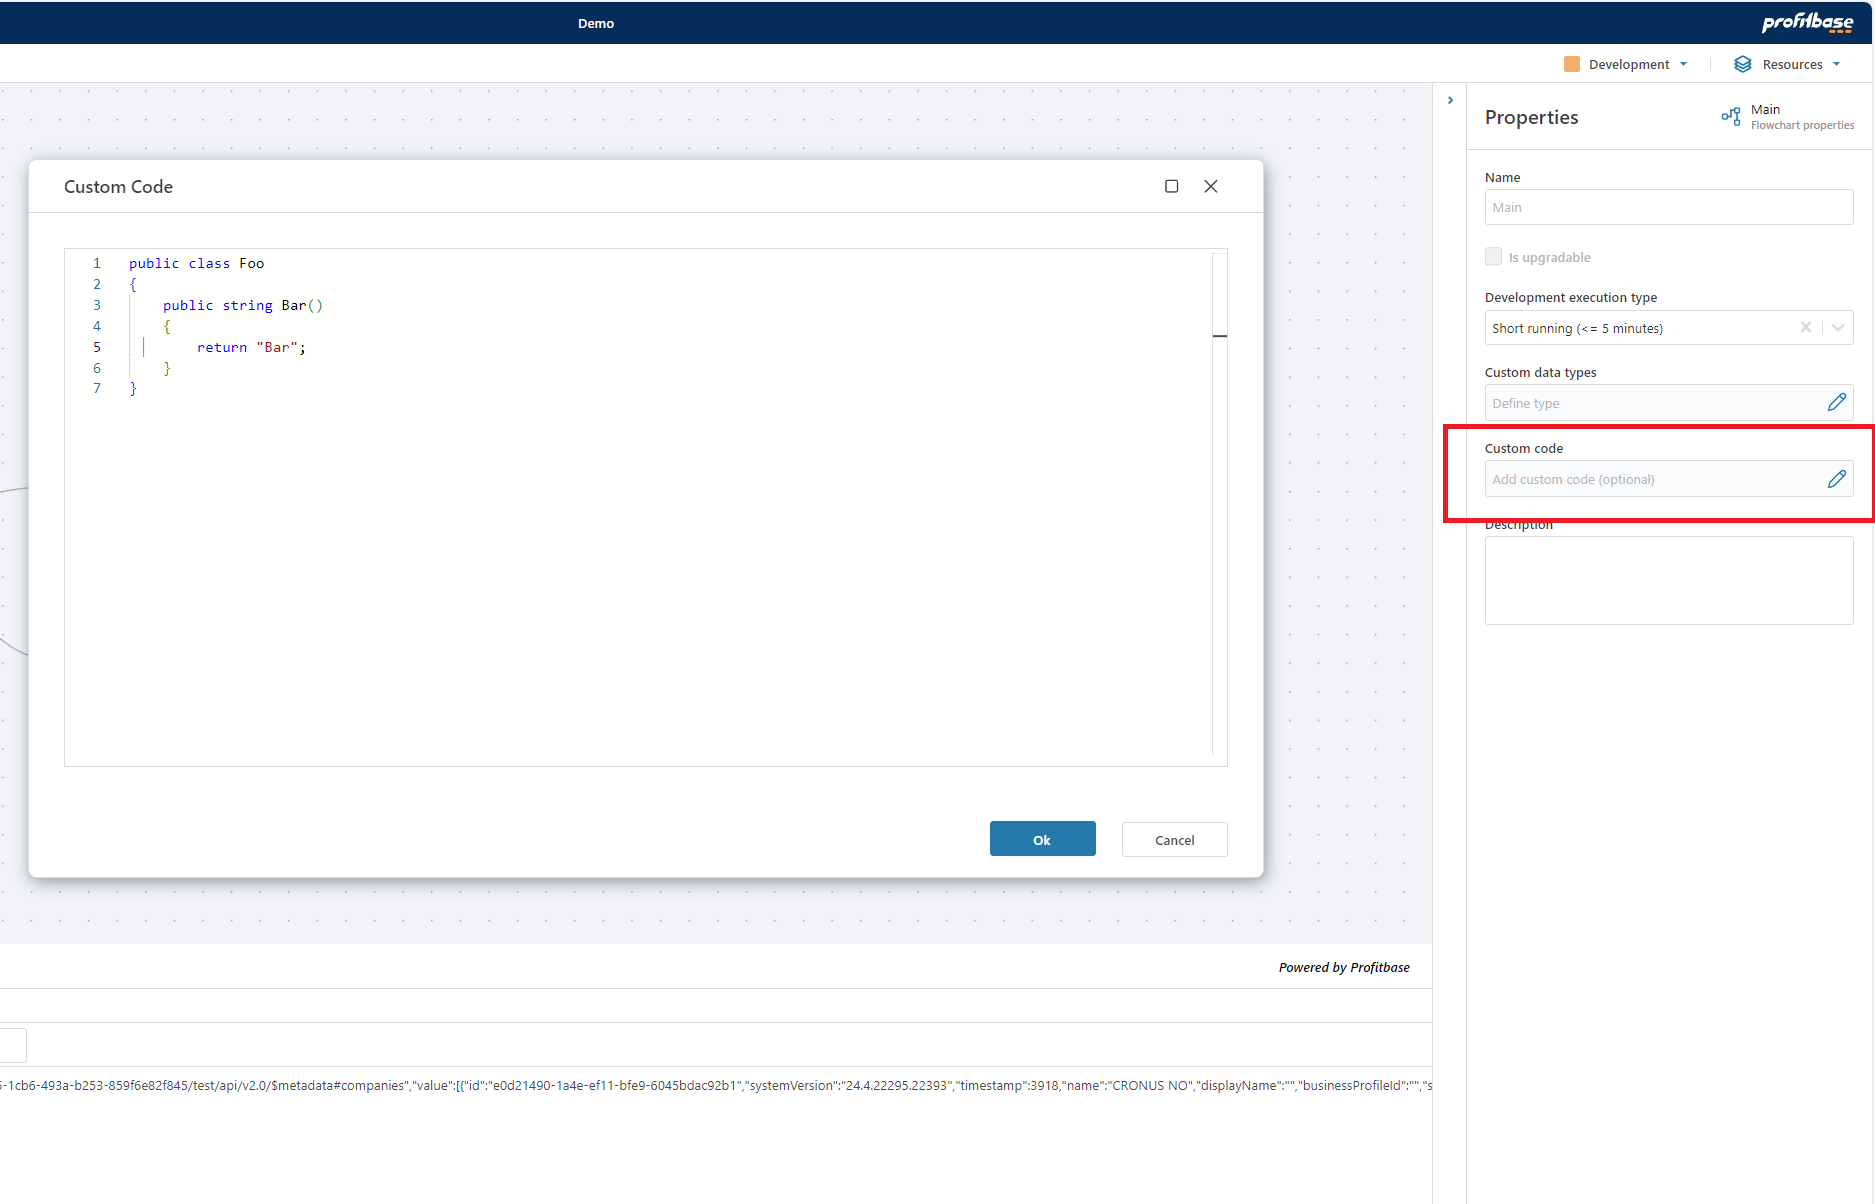 Demo
profitbase
Development
Resources
Properties
Main
Flowchart properties
Custom Code
1 public class Foo
2 {
3 public string Bar()
4 {
5 return "Bar";
6 }
7 }
Ok
Cancel
Name
Main
Is upgradable
Development execution type
Short running (<= 5 minutes)
Custom data types
Define type
Custom code
Add custom code (optional)
Description
Powered by Profitbase
-1cb6-493a-b253-859f6e82f845/test/api/v2.0/$metadata#companies","value":[{"id":"e0d21490-1a4e-ef11-bfe9-6045bdac92b1","systemVersion":"24.4.22295.22393","timestamp":3918,"name":"CRONUS NO","displayName":"","businessProfileId":"","s